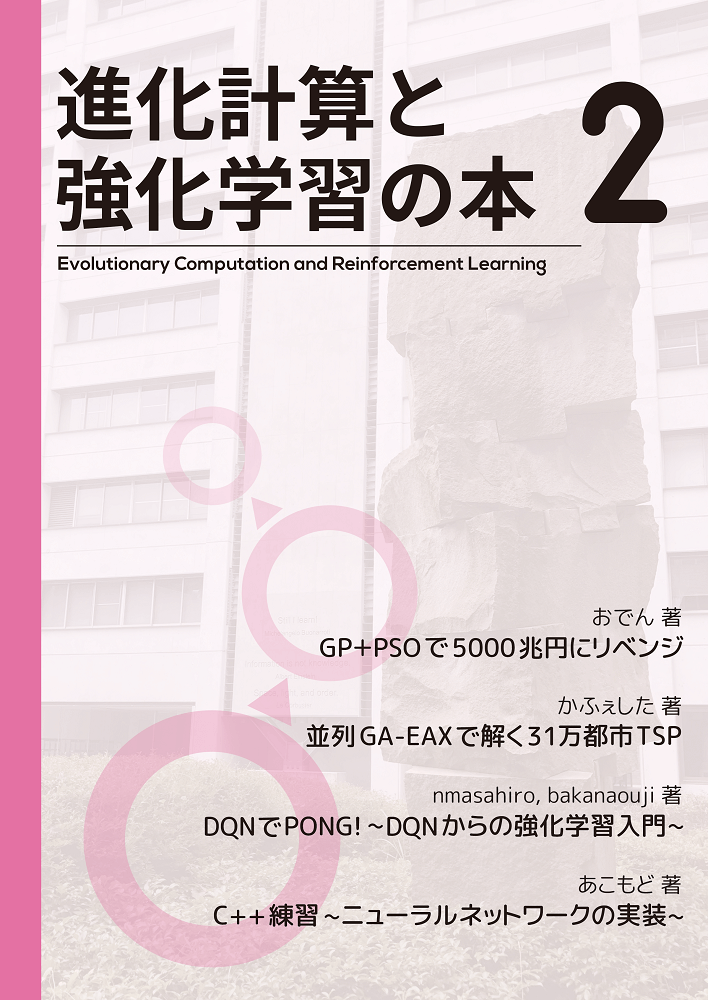 進化計算と
強化学習の本
2
Evolutionary Computation and Reinforcement Learning
おでん 著
GP+PSOで5000兆円にリベンジ
かふぇした 著
並列GA-EAXで解く31万都市TSP
nmasahiro, bakanaouji 著
DQNでPONG! ~DQNからの強化学習入門~
あこもど 著
C++練習 ~ニューラルネットワークの実装~